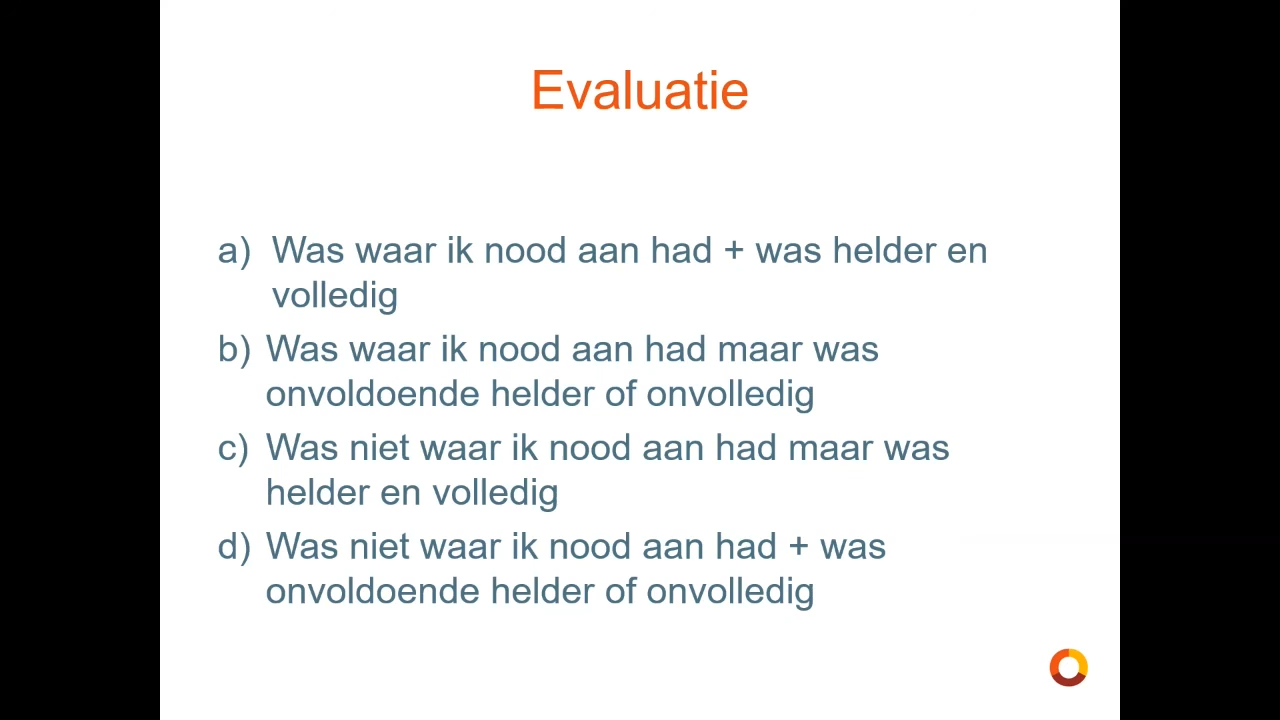 Evaluatie
a) Was waar ik nood aan had + was helder en
volledig
b) Was waar ik nood aan had maar was
onvoldoende helder of onvolledig
c) Was niet waar ik nood aan had maar was
helder en volledig
d) Was niet waar ik nood aan had + was
onvoldoende helder of onvolledig